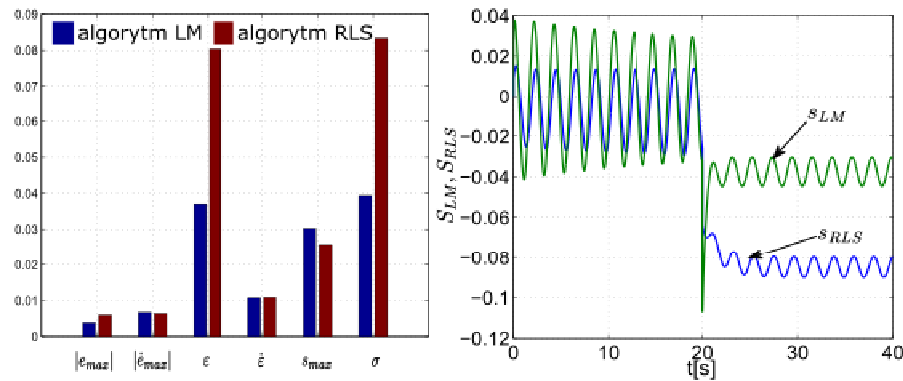 0.09
0.08
0.07
0.06
0.05
0.04
0.03
0.02
0.01
0
algorytm LM
algorytm RLS
|e_max| |ė_max| ϵ ϵ̇ s_max σ
S_LM, S_RLS
0.04
0.02
0
−0.02
−0.04
−0.06
−0.08
−0.1
−0.12
s_LM
s_RLS
0 10 20 30 40
t[s]